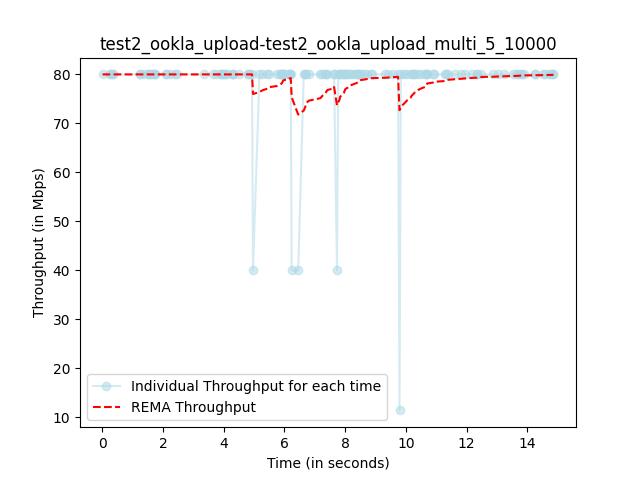 test2_ookla_upload-test2_ookla_upload_multi_5_10000
80
70
60
50
40
30
20
10
Throughput (in Mbps)
Individual Throughput for each time
REMA Throughput
0 2 4 6 8 10 12 14
Time (in seconds)